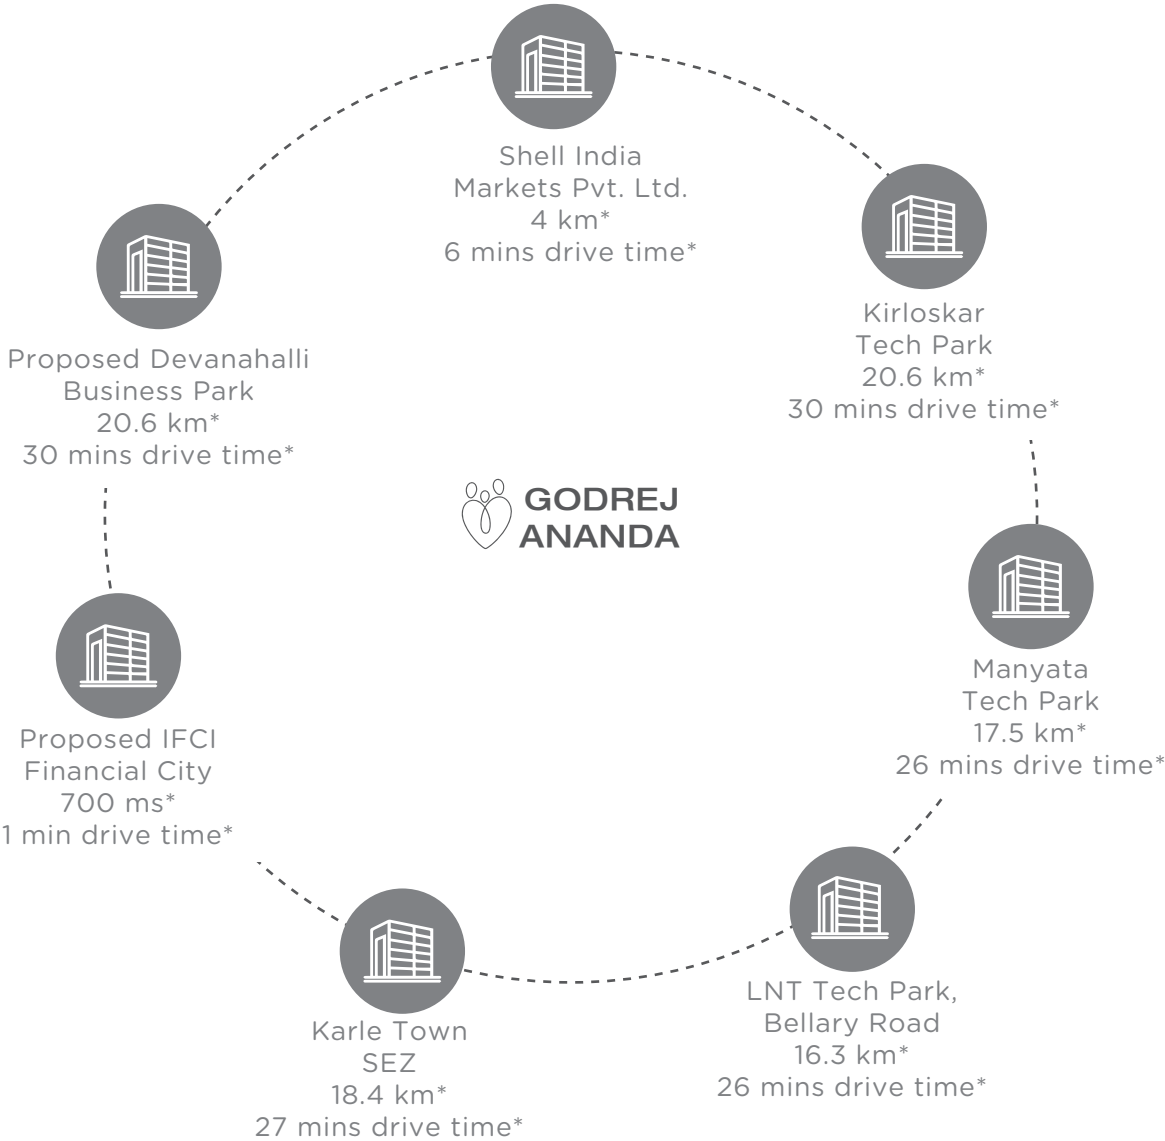 Shell India
Markets Pvt. Ltd.
4 km*
6 mins drive time*
Kirloskar
Tech Park
20.6 km*
30 mins drive time*
Proposed Devanahalli
Business Park
20.6 km*
30 mins drive time*
GODREJ
ANANDA
Manyata
Tech Park
17.5 km*
26 mins drive time*
Proposed IFCI
Financial City
700 ms*
1 min drive time*
LNT Tech Park,
Bellary Road
16.3 km*
26 mins drive time*
Karle Town
SEZ
18.4 km*
27 mins drive time*